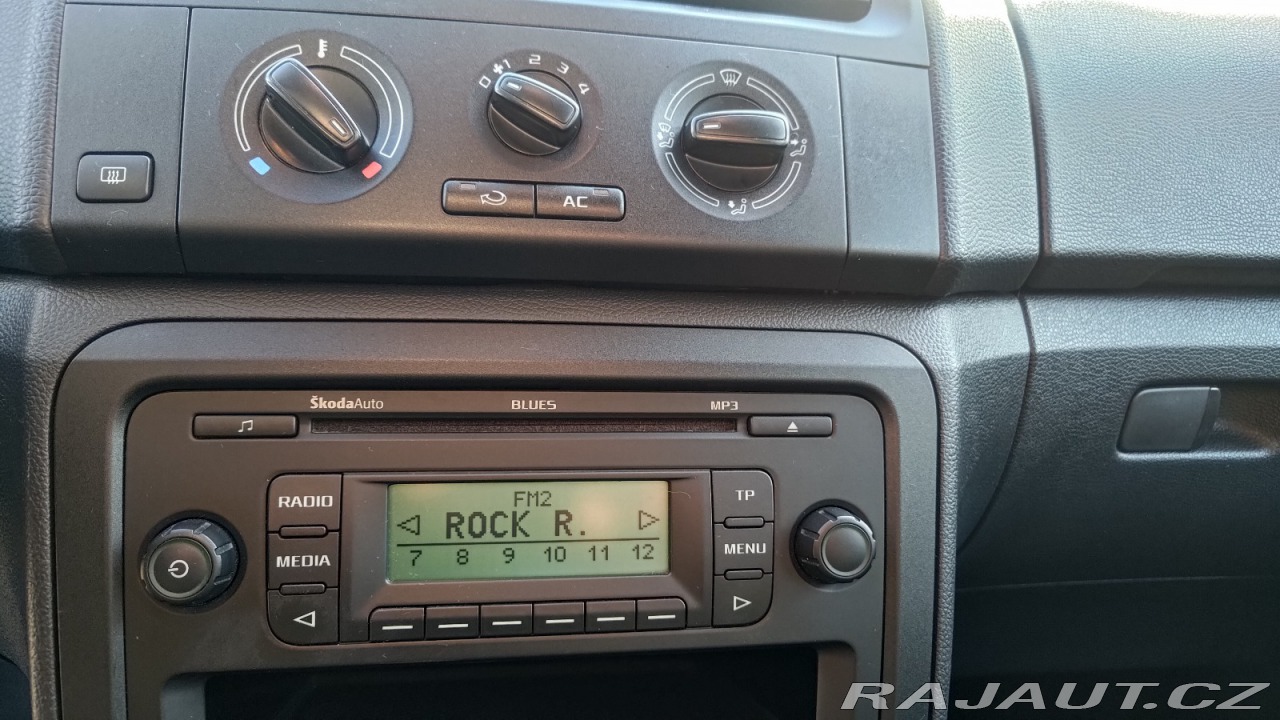 0 1 2 3 4
AC
ŠkodaAuto BLUES MP3
RADIO
MEDIA
FM2
ROCK R.
7 8 9 10 11 12
TP
MENU
RAJAUT.CZ